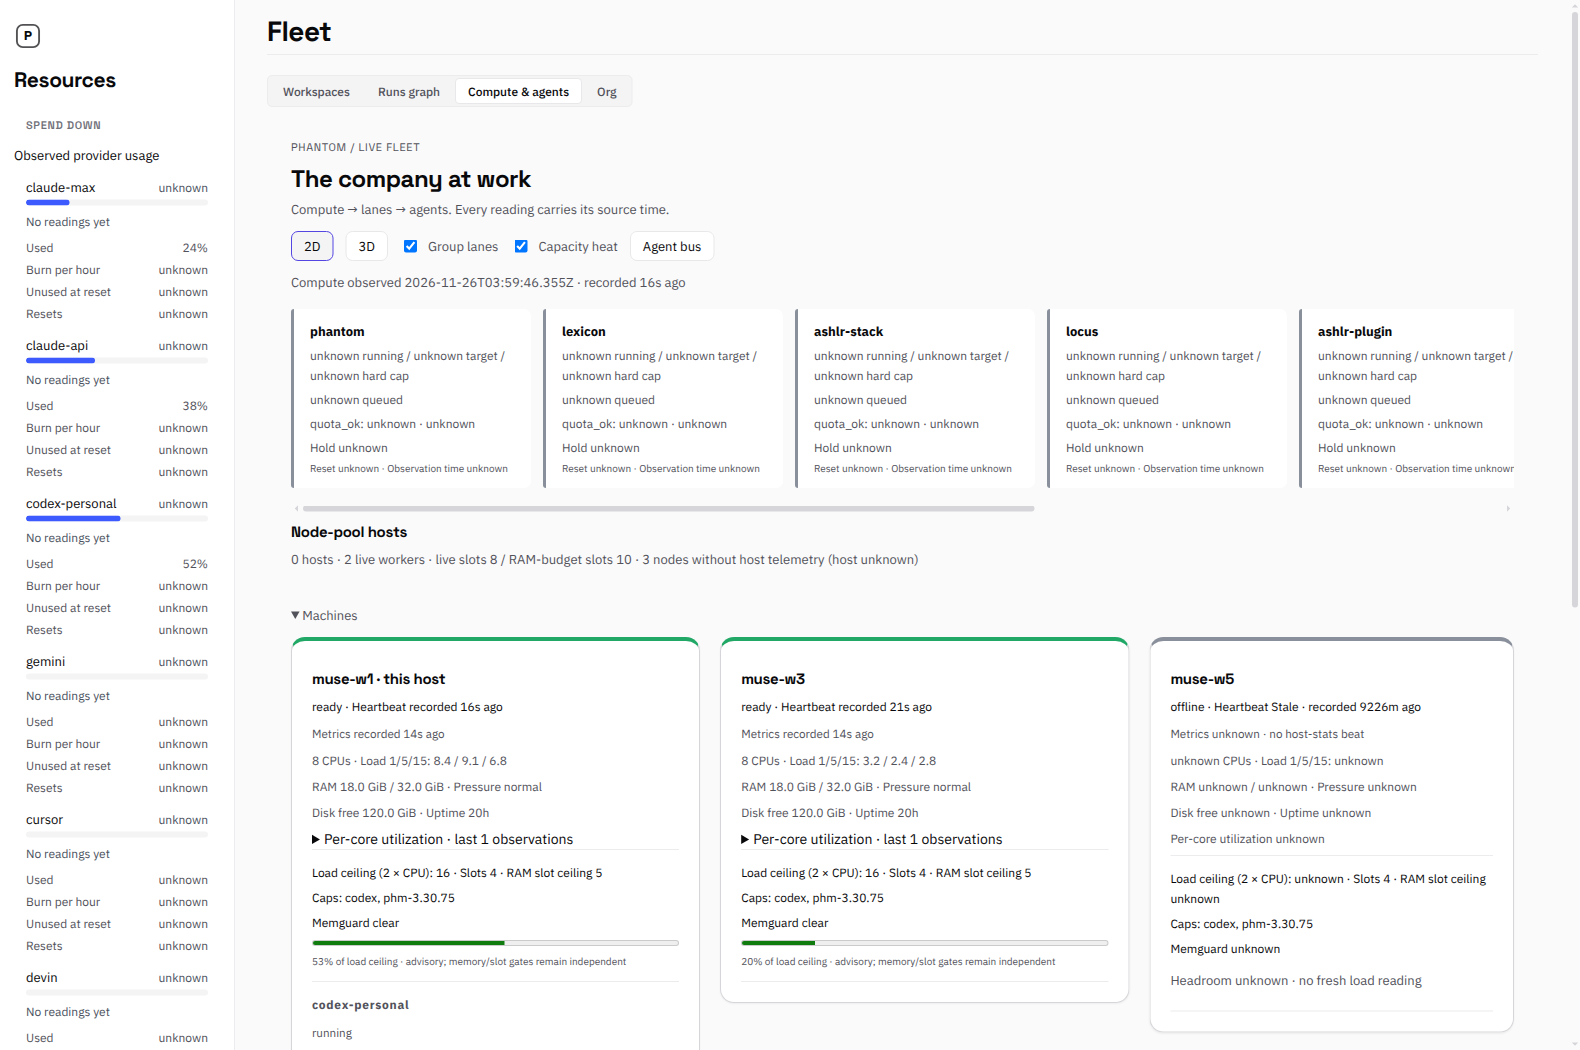 P
Resources
SPEND DOWN
Observed provider usage
claude-max unknown
No readings yet
Used 24%
Burn per hour unknown
Unused at reset unknown
Resets unknown
claude-api unknown
No readings yet
Used 38%
Burn per hour unknown
Unused at reset unknown
Resets unknown
codex-personal unknown
No readings yet
Used 52%
Burn per hour unknown
Unused at reset unknown
Resets unknown
gemini unknown
No readings yet
Used unknown
Burn per hour unknown
Unused at reset unknown
Resets unknown
cursor unknown
No readings yet
Used unknown
Burn per hour unknown
Unused at reset unknown
Resets unknown
devin unknown
No readings yet
Used unknown
Fleet
Workspaces Runs graph Compute & agents Org
PHANTOM / LIVE FLEET
The company at work
Compute → lanes → agents. Every reading carries its source time.
2D 3D Group lanes Capacity heat Agent bus
Compute observed 2026-11-26T03:59:46.355Z · recorded 16s ago
phantom
unknown running / unknown target /
unknown hard cap
unknown queued
quota_ok: unknown · unknown
Hold unknown
Reset unknown · Observation time unknown
lexicon
unknown running / unknown target /
unknown hard cap
unknown queued
quota_ok: unknown · unknown
Hold unknown
Reset unknown · Observation time unknown
ashlr-stack
unknown running / unknown target /
unknown hard cap
unknown queued
quota_ok: unknown · unknown
Hold unknown
Reset unknown · Observation time unknown
locus
unknown running / unknown target /
unknown hard cap
unknown queued
quota_ok: unknown · unknown
Hold unknown
Reset unknown · Observation time unknown
ashlr-plugin
unknown running / unknown target /
unknown hard cap
unknown queued
quota_ok: unknown · unknown
Hold unknown
Reset unknown · Observation time unknown
Node-pool hosts
0 hosts · 2 live workers · live slots 8 / RAM-budget slots 10 · 3 nodes without host telemetry (host unknown)
▼ Machines
muse-w1 · this host
ready · Heartbeat recorded 16s ago
Metrics recorded 14s ago
8 CPUs · Load 1/5/15: 8.4 / 9.1 / 6.8
RAM 18.0 GiB / 32.0 GiB · Pressure normal
Disk free 120.0 GiB · Uptime 20h
▶ Per-core utilization · last 1 observations
Load ceiling (2 × CPU): 16 · Slots 4 · RAM slot ceiling 5
Caps: codex, phm-3.30.75
Memguard clear
53% of load ceiling · advisory; memory/slot gates remain independent
codex-personal
running
muse-w3
ready · Heartbeat recorded 21s ago
Metrics recorded 14s ago
8 CPUs · Load 1/5/15: 3.2 / 2.4 / 2.8
RAM 18.0 GiB / 32.0 GiB · Pressure normal
Disk free 120.0 GiB · Uptime 20h
▶ Per-core utilization · last 1 observations
Load ceiling (2 × CPU): 16 · Slots 4 · RAM slot ceiling 5
Caps: codex, phm-3.30.75
Memguard clear
20% of load ceiling · advisory; memory/slot gates remain independent
muse-w5
offline · Heartbeat Stale · recorded 9226m ago
Metrics unknown · no host-stats beat
unknown CPUs · Load 1/5/15: unknown
RAM unknown / unknown · Pressure unknown
Disk free unknown · Uptime unknown
Per-core utilization unknown
Load ceiling (2 × CPU): unknown · Slots 4 · RAM slot ceiling
unknown
Caps: codex, phm-3.30.75
Memguard unknown
Headroom unknown · no fresh load reading